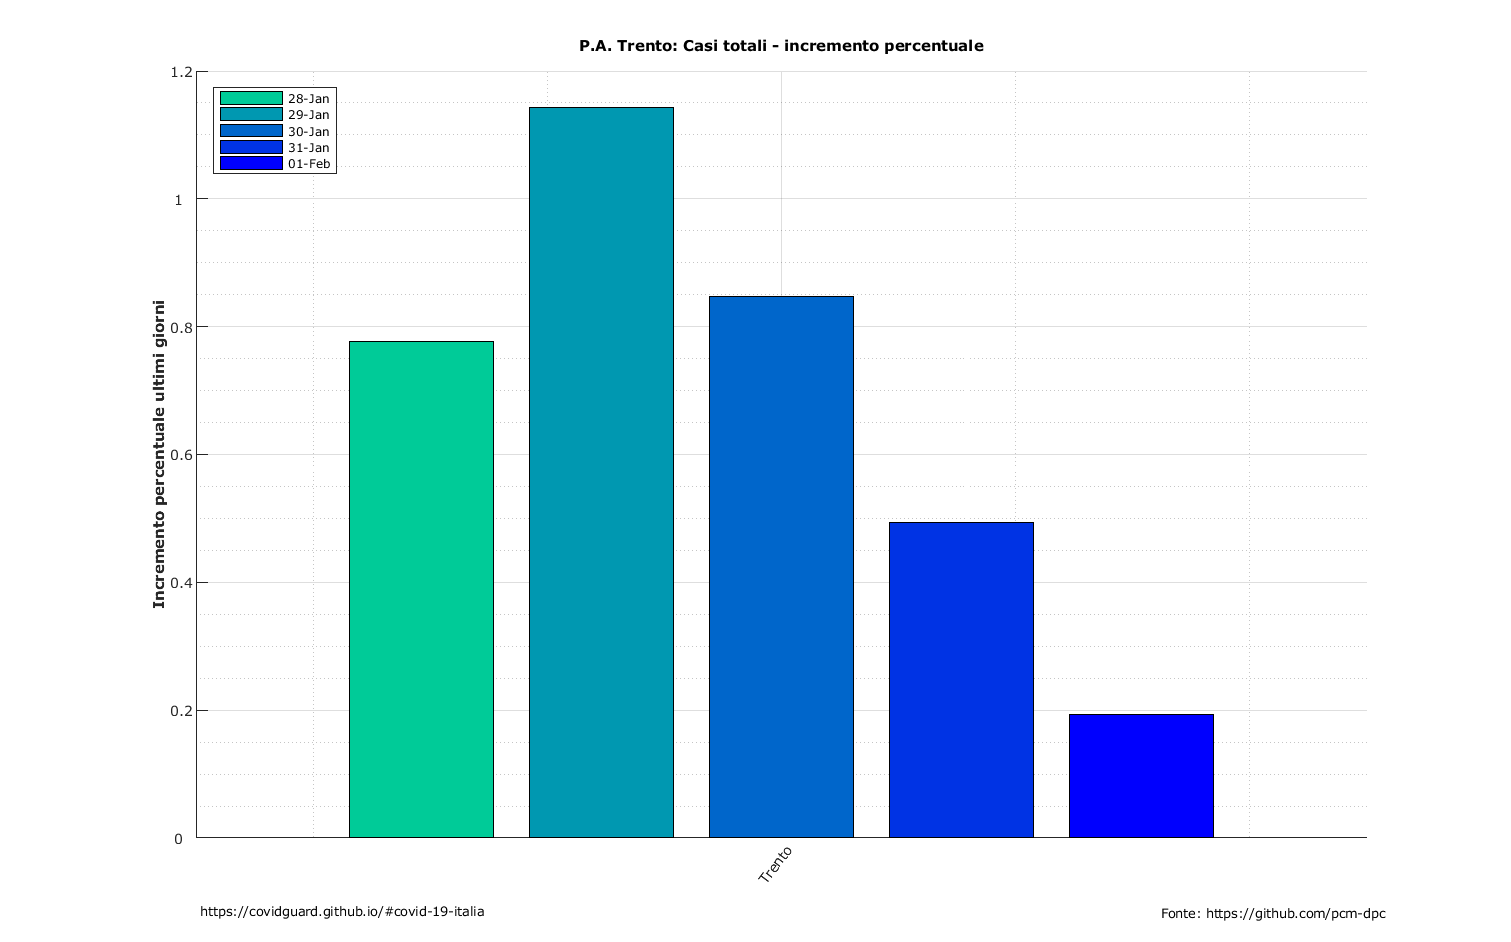 P.A. Trento: Casi totali - incremento percentuale
28-Jan
29-Jan
30-Jan
31-Jan
01-Feb
Incremento percentuale ultimi giorni
1.2
1
0.8
0.6
0.4
0.2
0
Trento
https://covidguard.github.io/#covid-19-italia
Fonte: https://github.com/pcm-dpc